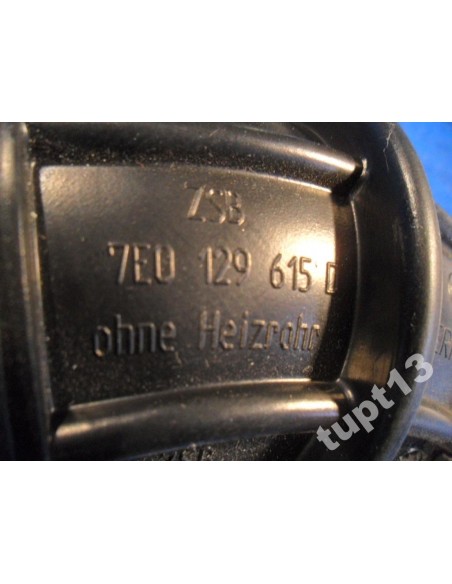 ZSB
7E0 129 615 D
ohne Heizrohr
tupt13